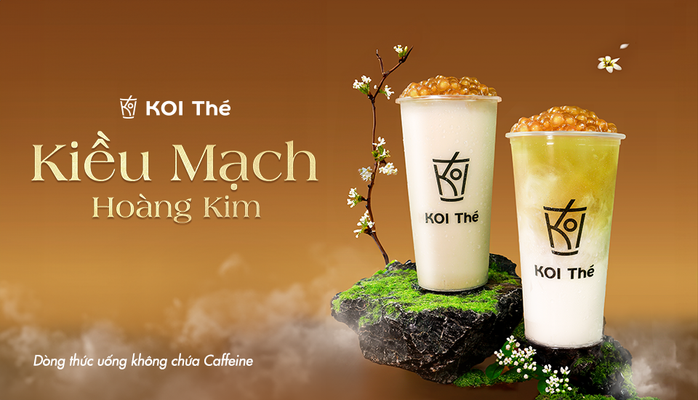 KOI Thé
Kiều Mạch
Hoàng Kim
KOI Thé
KOI Thé
Dòng thức uống không chứa Caffeine